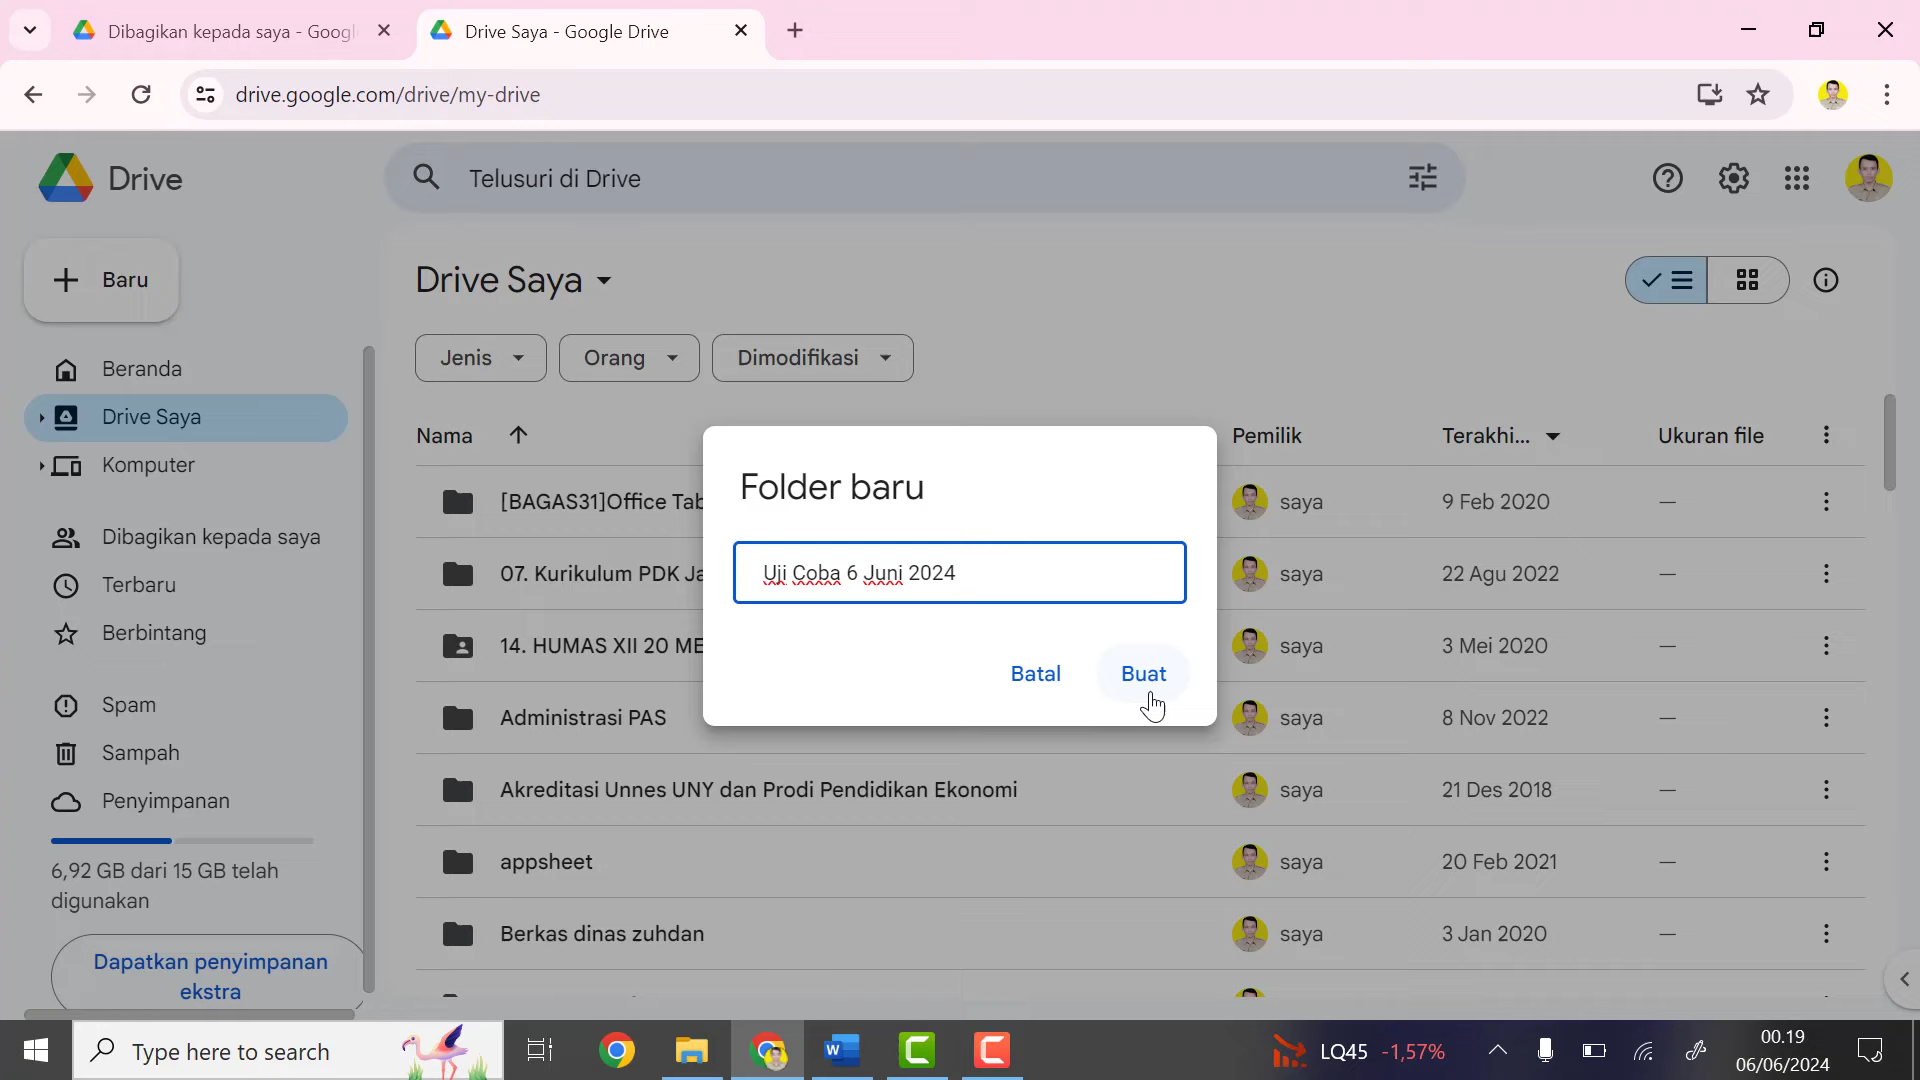 Dibagikan kepada saya - Googl
Drive Saya - Google Drive
drive.google.com/drive/my-drive
Drive
Telusuri di Drive
Baru
Drive Saya
Beranda
Drive Saya
Komputer
Dibagikan kepada saya
Terbaru
Berbintang
Spam
Sampah
Penyimpanan
6,92 GB dari 15 GB telah
digunakan
Dapatkan penyimpanan
ekstra
Jenis
Orang
Dimodifikasi
Nama
Pemilik
Terakhi...
Ukuran file
[BAGAS31]Office Tab
saya
9 Feb 2020
—
07. Kurikulum PDK Ja
saya
22 Agu 2022
—
14. HUMAS XII 20 ME
saya
3 Mei 2020
—
Administrasi PAS
saya
8 Nov 2022
—
Akreditasi Unnes UNY dan Prodi Pendidikan Ekonomi
saya
21 Des 2018
—
appsheet
saya
20 Feb 2021
—
Berkas dinas zuhdan
saya
3 Jan 2020
—
Folder baru
Uji Coba 6 Juni 2024
Batal
Buat
Type here to search
LQ45 -1,57%
00.19
06/06/2024